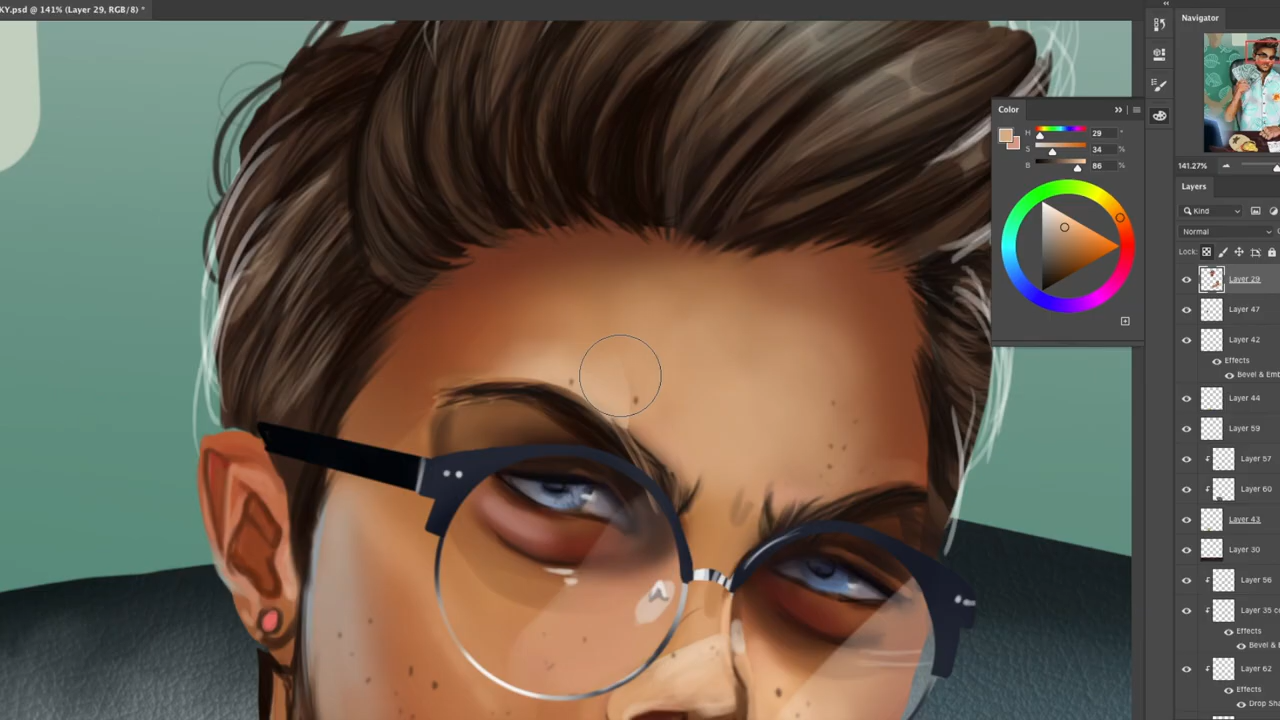 KY.psd @ 141% (Layer 29, RGB/8) *
Navigator
Color
H 29 °
S 34 %
B 86 %
141.27%
Layers
Kind
Normal
Lock:
Layer 29
Layer 47
Layer 42
Effects
Bevel & Emb
Layer 44
Layer 59
Layer 57
Layer 60
Layer 43
Layer 30
Layer 56
Layer 35 co
Effects
Bevel &
Layer 62
Effects
Drop Sha